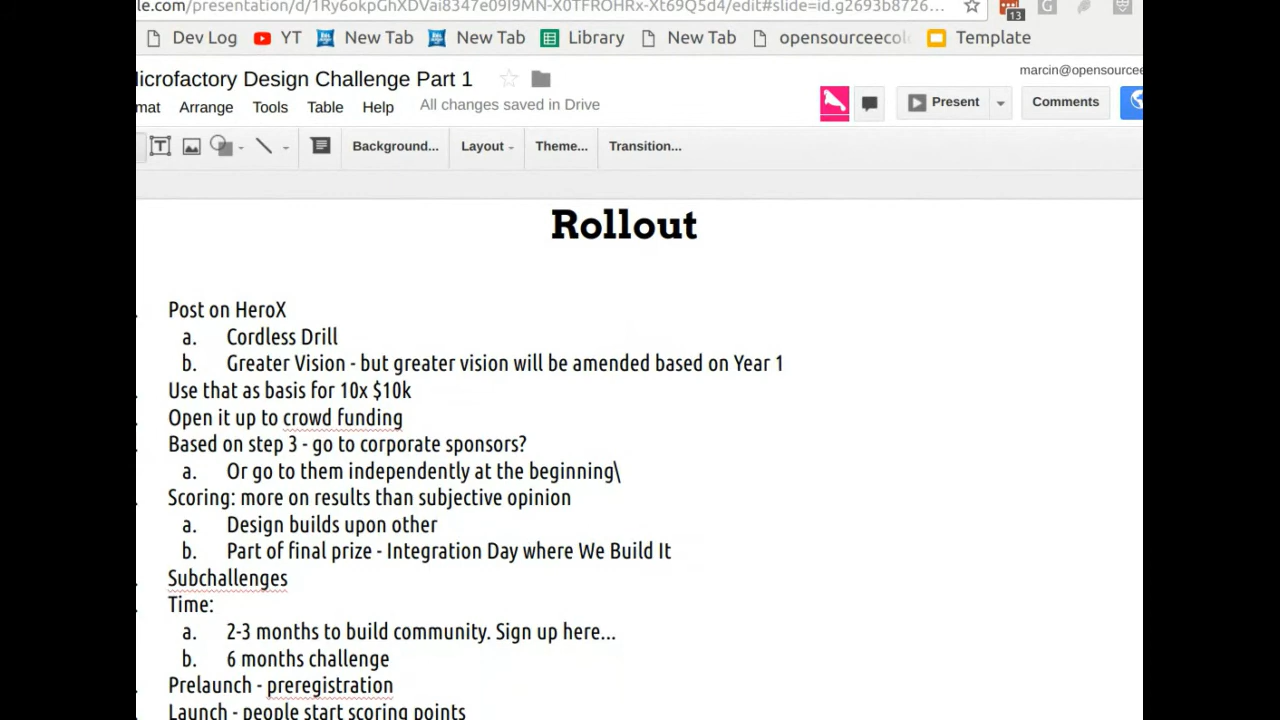 le.com/presentation/d/1Ry6okpGhXDVai8347e09I9MN-X0TFROHRx-Xt69Q5d4/edit#slide=id.g2693b8726...
13
Dev Log YT New Tab New Tab Library New Tab opensourceecol Template
icrofactory Design Challenge Part 1
marcin@opensourcee
mat Arrange Tools Table Help All changes saved in Drive
Present Comments
Background... Layout Theme... Transition...
Rollout
Post on HeroX
a. Cordless Drill
b. Greater Vision - but greater vision will be amended based on Year 1
Use that as basis for 10x $10k
Open it up to crowd funding
Based on step 3 - go to corporate sponsors?
a. Or go to them independently at the beginning\
Scoring: more on results than subjective opinion
a. Design builds upon other
b. Part of final prize - Integration Day where We Build It
Subchallenges
Time:
a. 2-3 months to build community. Sign up here...
b. 6 months challenge
Prelaunch - preregistration
Launch - people start scoring points